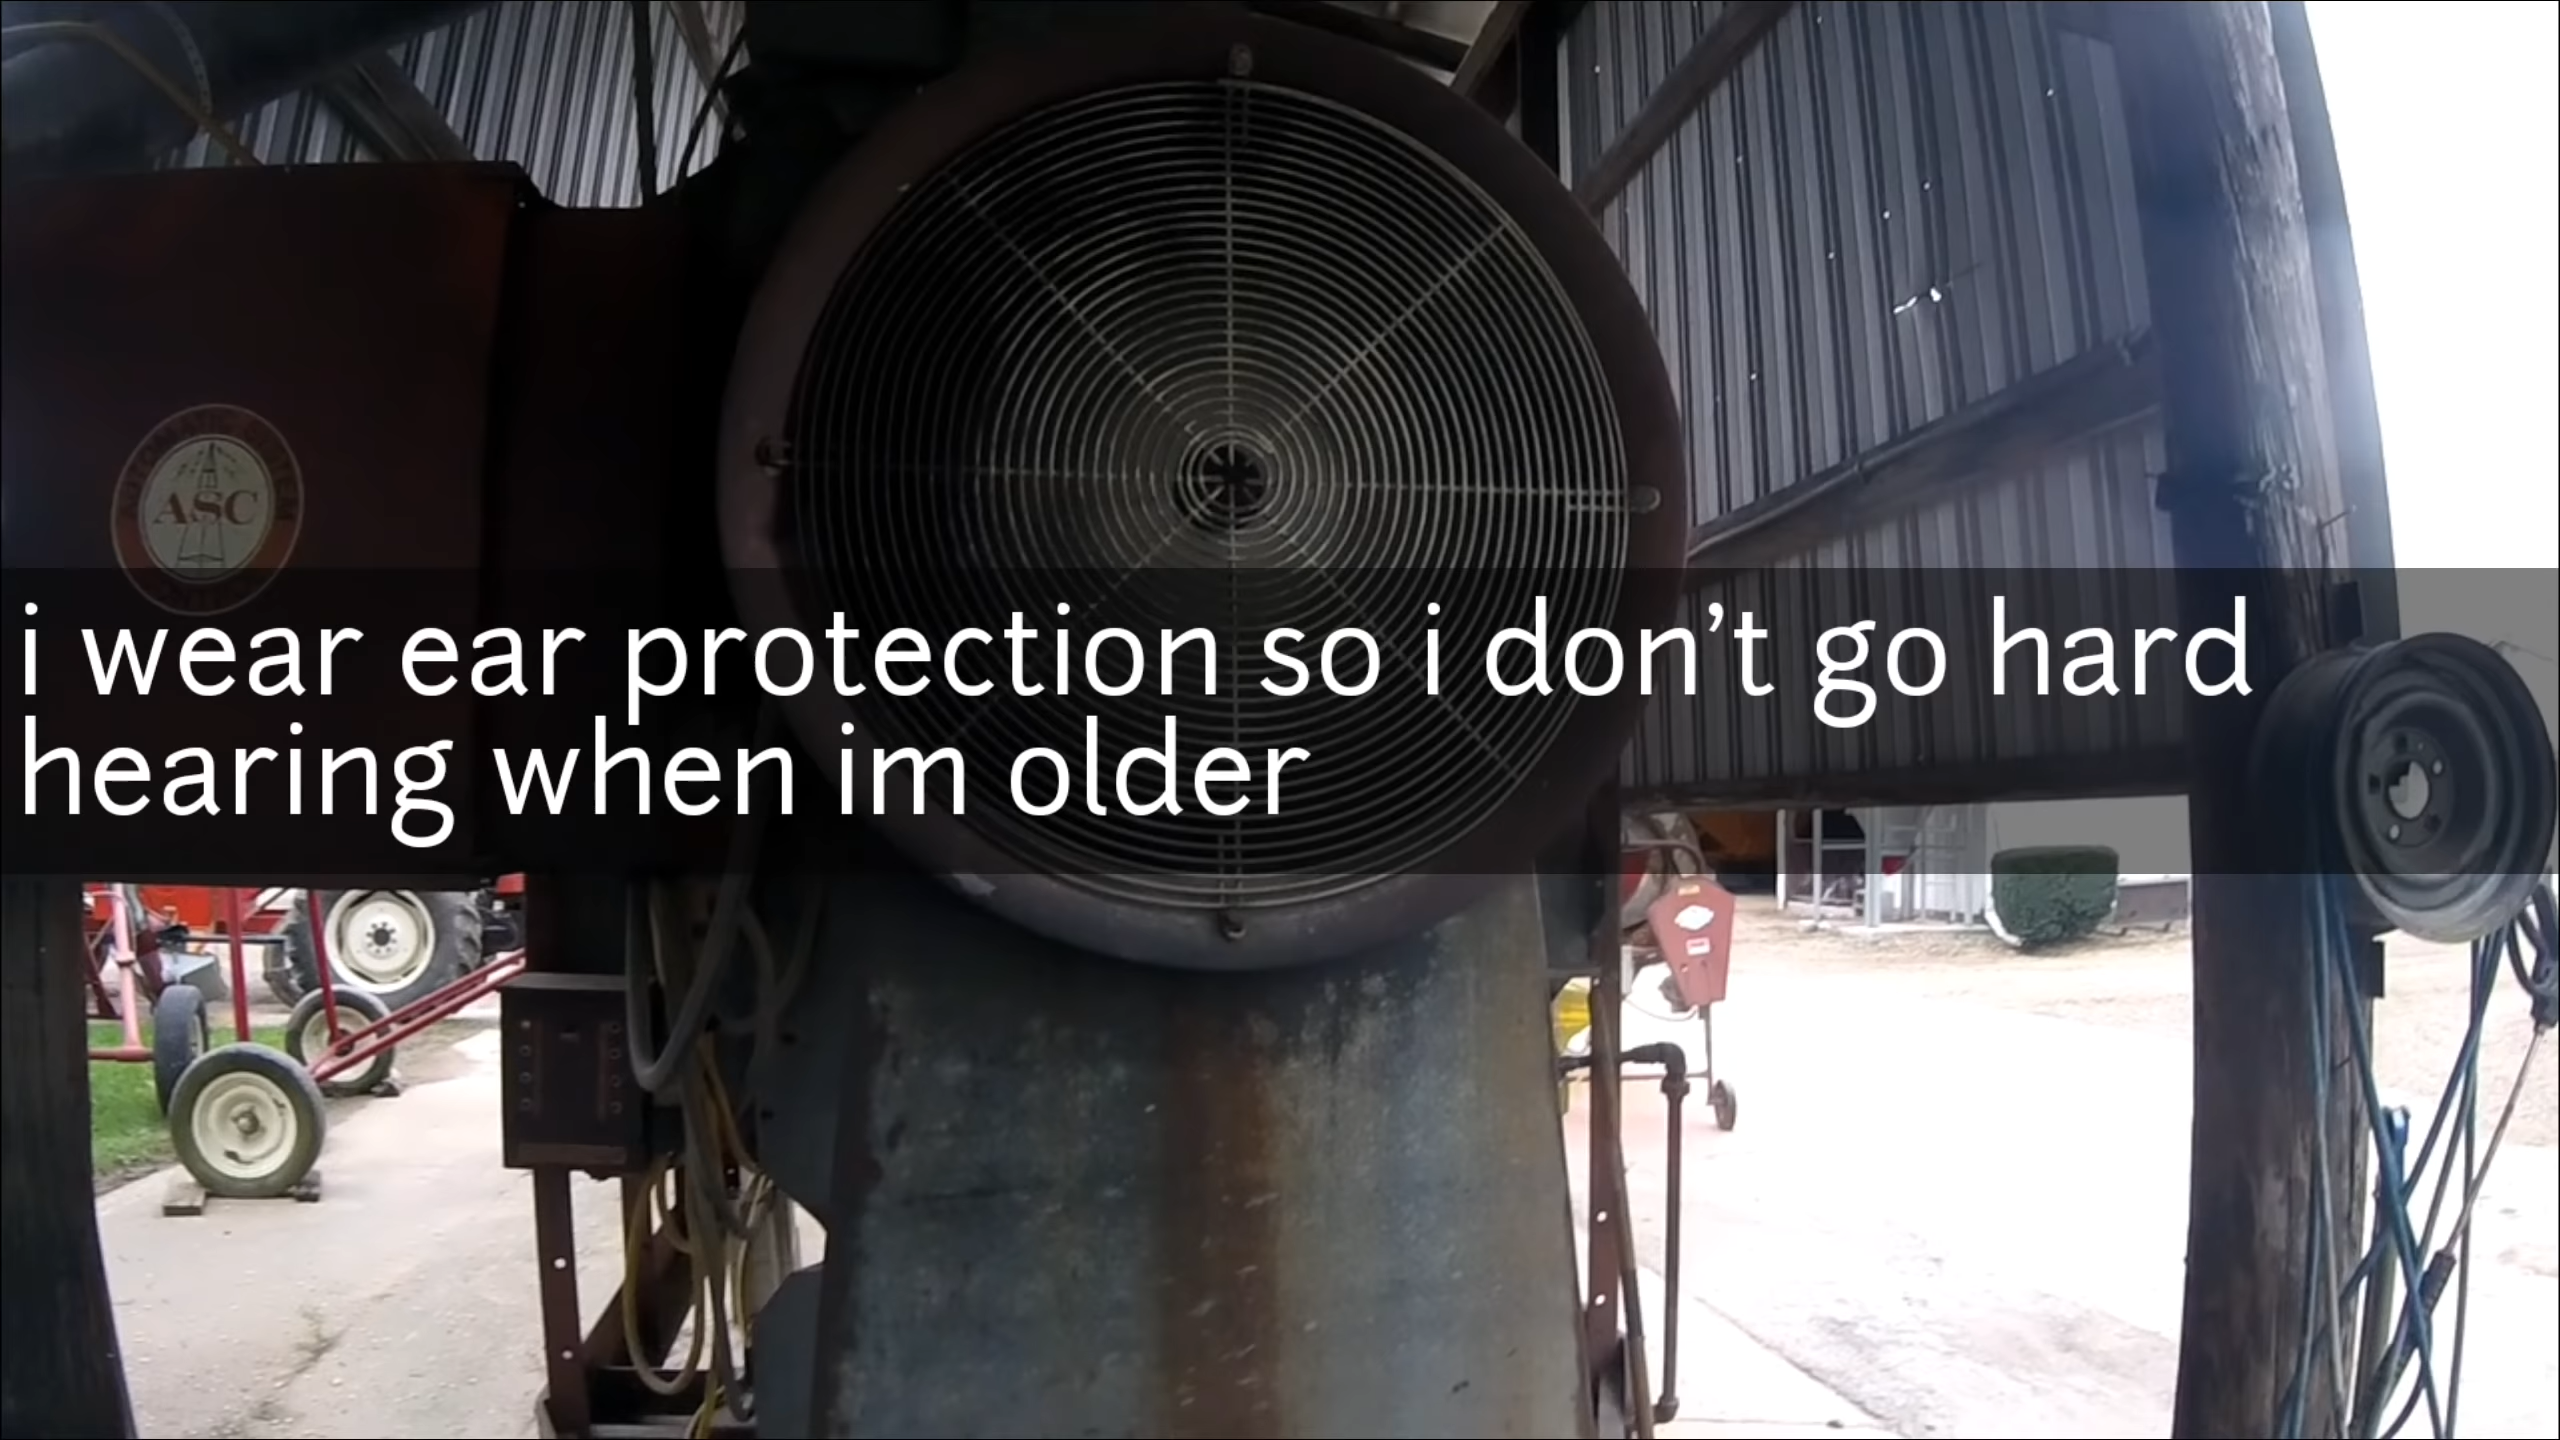 ASC
i wear ear protection so i don’t go hard
hearing when im older